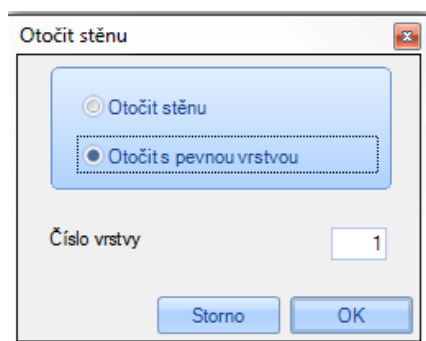 Otočit stěnu
Otočit stěnu
Otočit s pevnou vrstvou
Číslo vrstvy 1
Storno OK